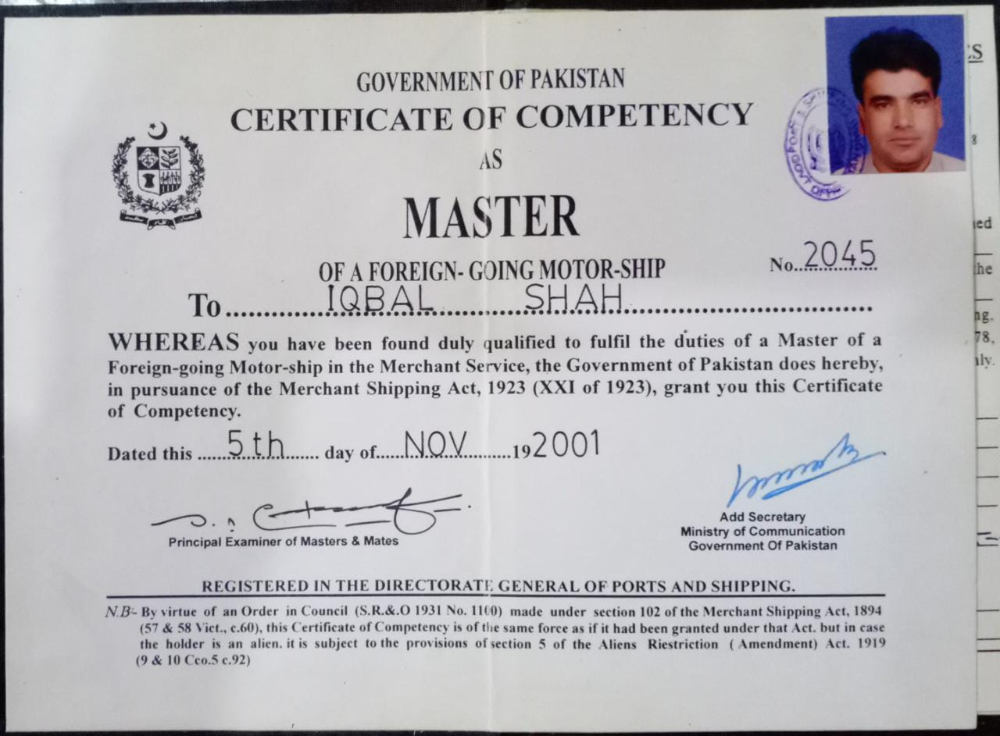 GOVERNMENT OF PAKISTAN
CERTIFICATE OF COMPETENCY
AS
MASTER
OF A FOREIGN- GOING MOTOR-SHIP
No..2045
To ........IQBAL SHAH........
WHEREAS you have been found duly qualified to fulfil the duties of a Master of a
Foreign-going Motor-ship in the Merchant Service, the Government of Pakistan does hereby,
in pursuance of the Merchant Shipping Act, 1923 (XXI of 1923), grant you this Certificate
of Competency.
Dated this ......5th....... day of......NOV.........192001
Principal Examiner of Masters & Mates
Add Secretary
Ministry of Communication
Government Of Pakistan
REGISTERED IN THE DIRECTORATE GENERAL OF PORTS AND SHIPPING.
N.B:- By virtue of an Order in Council (S.R.&.O 1931 No. 1100) made under section 102 of the Merchant Shipping Act, 1894
(57 & 58 Vict., c.60), this Certificate of Competency is of the same force as if it had been granted under that Act. but in case
the holder is an alien. it is subject to the provisions of section 5 of the Aliens Riestriction ( Amendment) Act. 1919
(9 & 10 Cco.5 c.92)